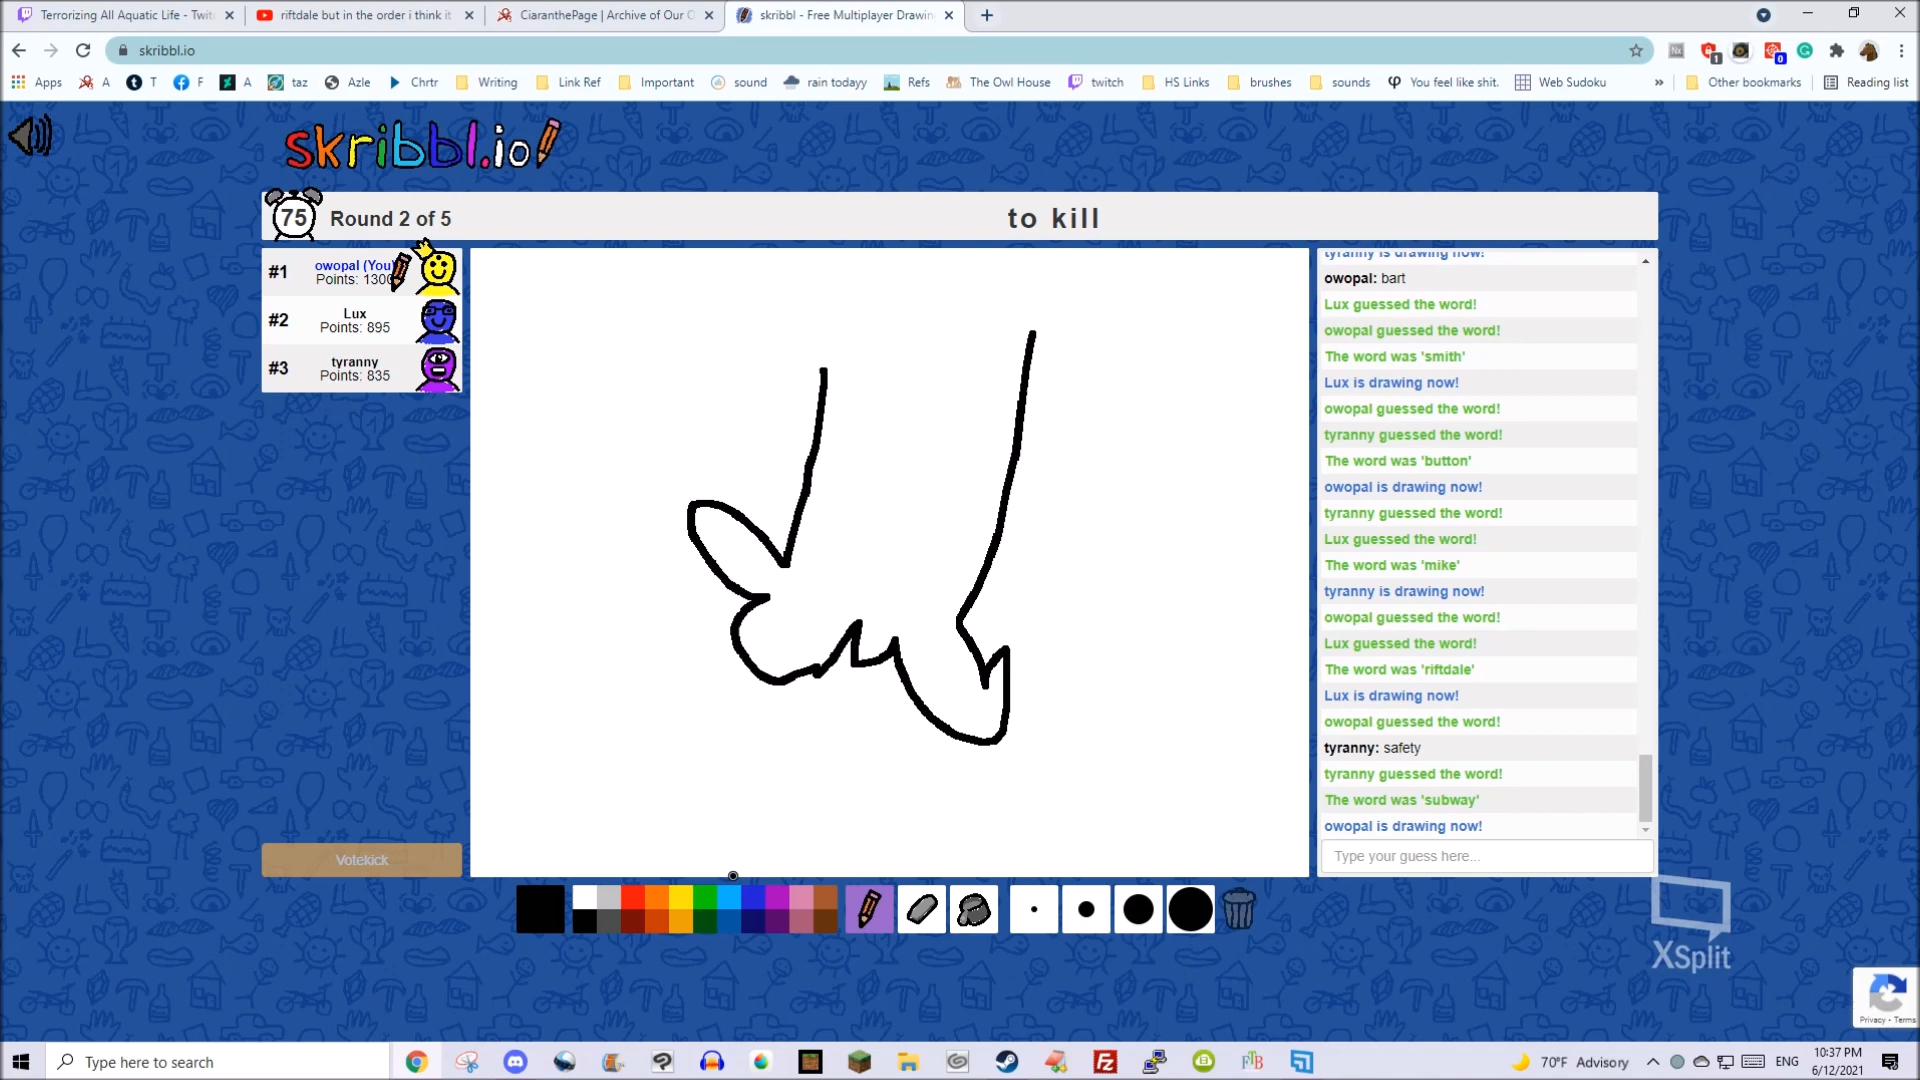 Terrorizing All Aquatic Life - Twit
riftdale but in the order i think it
CiaranthePage | Archive of Our O
skribbl - Free Multiplayer Drawin
skribbl.io
Apps A T F A taz Azle Chrtr Writing Link Ref Important sound rain todayy Refs The Owl House twitch HS Links brushes sounds You feel like shit. Web Sudoku » Other bookmarks Reading list
skribbl.io
75 Round 2 of 5 to kill
#1 owopal (You)
Points: 1300
#2 Lux
Points: 895
#3 tyranny
Points: 835
Votekick
tyranny is drawing now!
owopal: bart
Lux guessed the word!
owopal guessed the word!
The word was 'smith'
Lux is drawing now!
owopal guessed the word!
tyranny guessed the word!
The word was 'button'
owopal is drawing now!
tyranny guessed the word!
Lux guessed the word!
The word was 'mike'
tyranny is drawing now!
owopal guessed the word!
Lux guessed the word!
The word was 'riftdale'
Lux is drawing now!
owopal guessed the word!
tyranny: safety
tyranny guessed the word!
The word was 'subway'
owopal is drawing now!
Type your guess here...
XSplit
Privacy - Terms
Type here to search
70°F Advisory
ENG
10:37 PM
6/12/2021